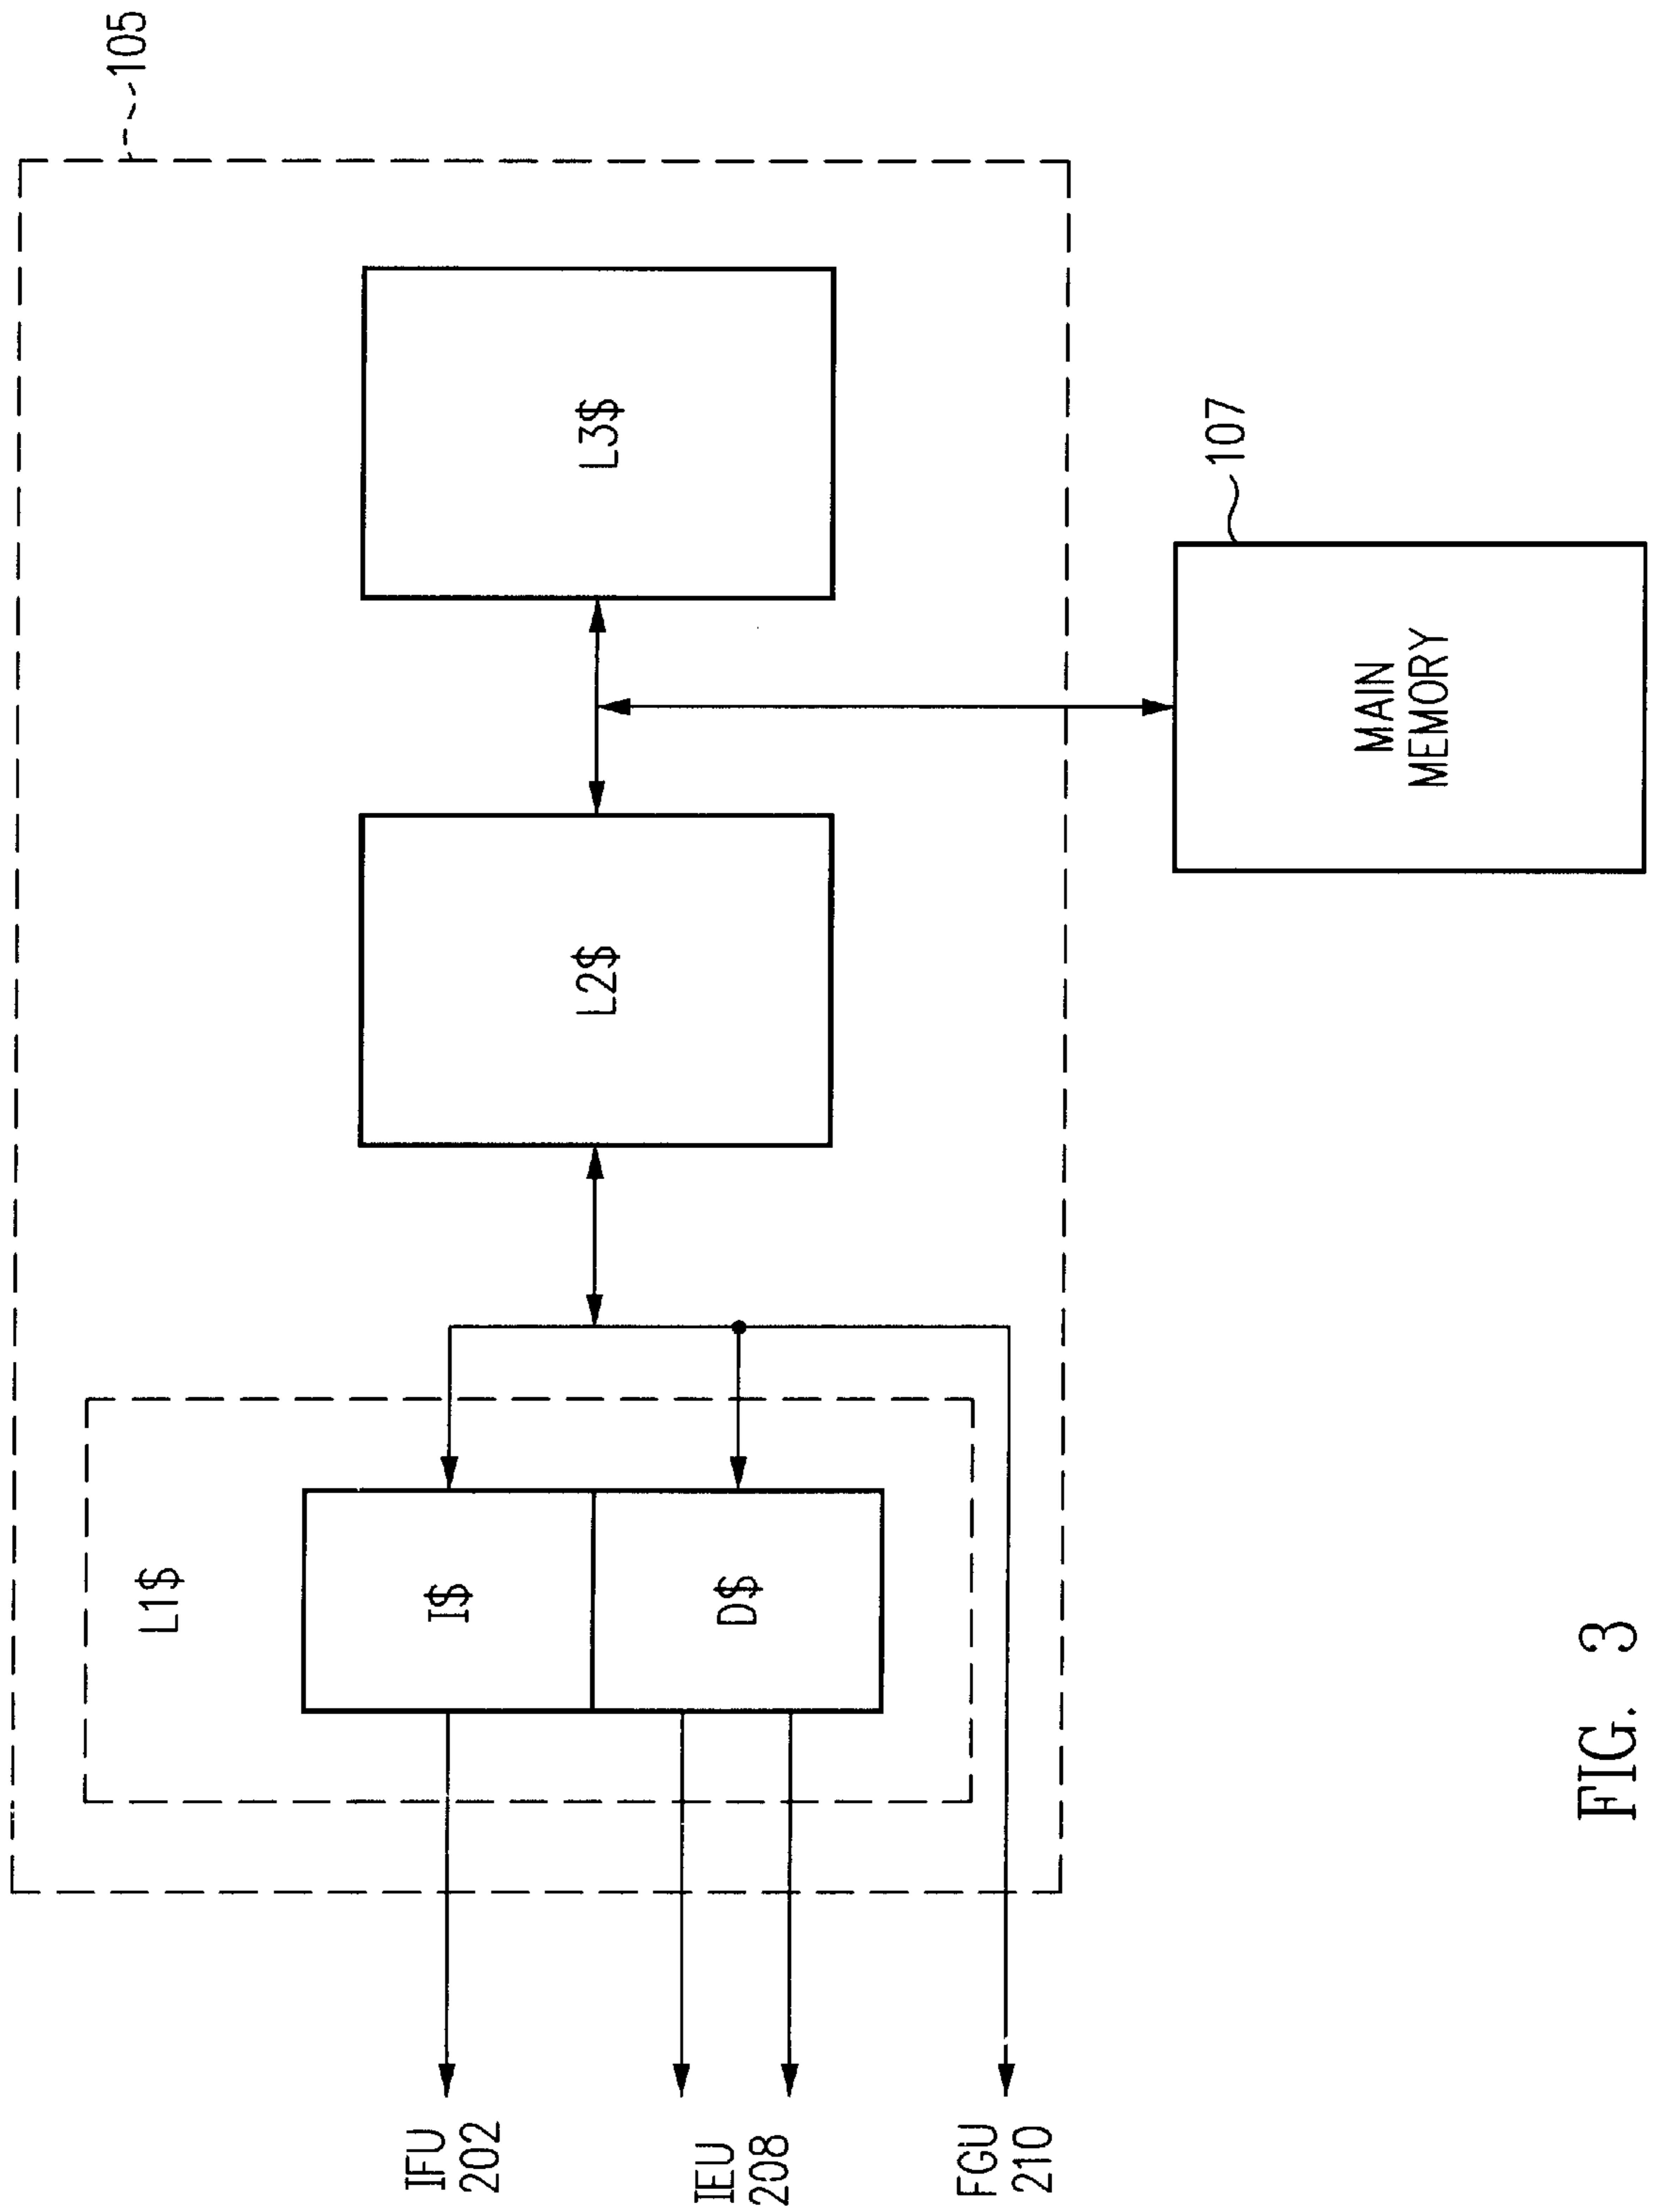 105
L1$
I$
D$
L2$
L3$
IFU
202
IEU
208
FGU
210
MAIN
MEMORY
107
FIG. 3